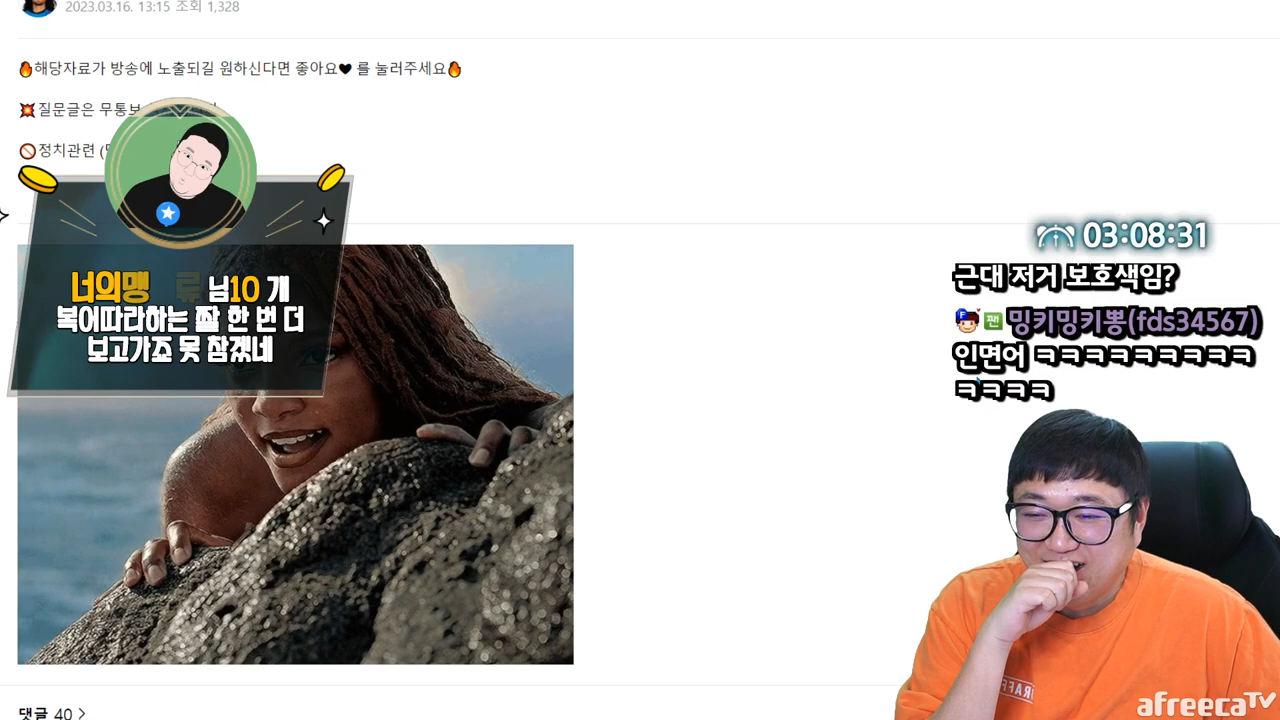 2023.03.16. 13:15 조회 1,328
🔥해당자료가 방송에 노출되길 원하신다면 좋아요🖤 를 눌러주세요🔥
💥질문글은
🚫정치관련
너의맹 류 님10 개
복어따라하는 짤 한 번 더
보고가죠 못 참겠네
03:08:31
근대 저거 보호색임?
F 팬 밍키밍키뽕(fds34567)
인면어 ㅋㅋㅋㅋㅋㅋㅋㅋㅋ
ㅋㅋㅋㅋ
afreecaTV
댓글 40 >